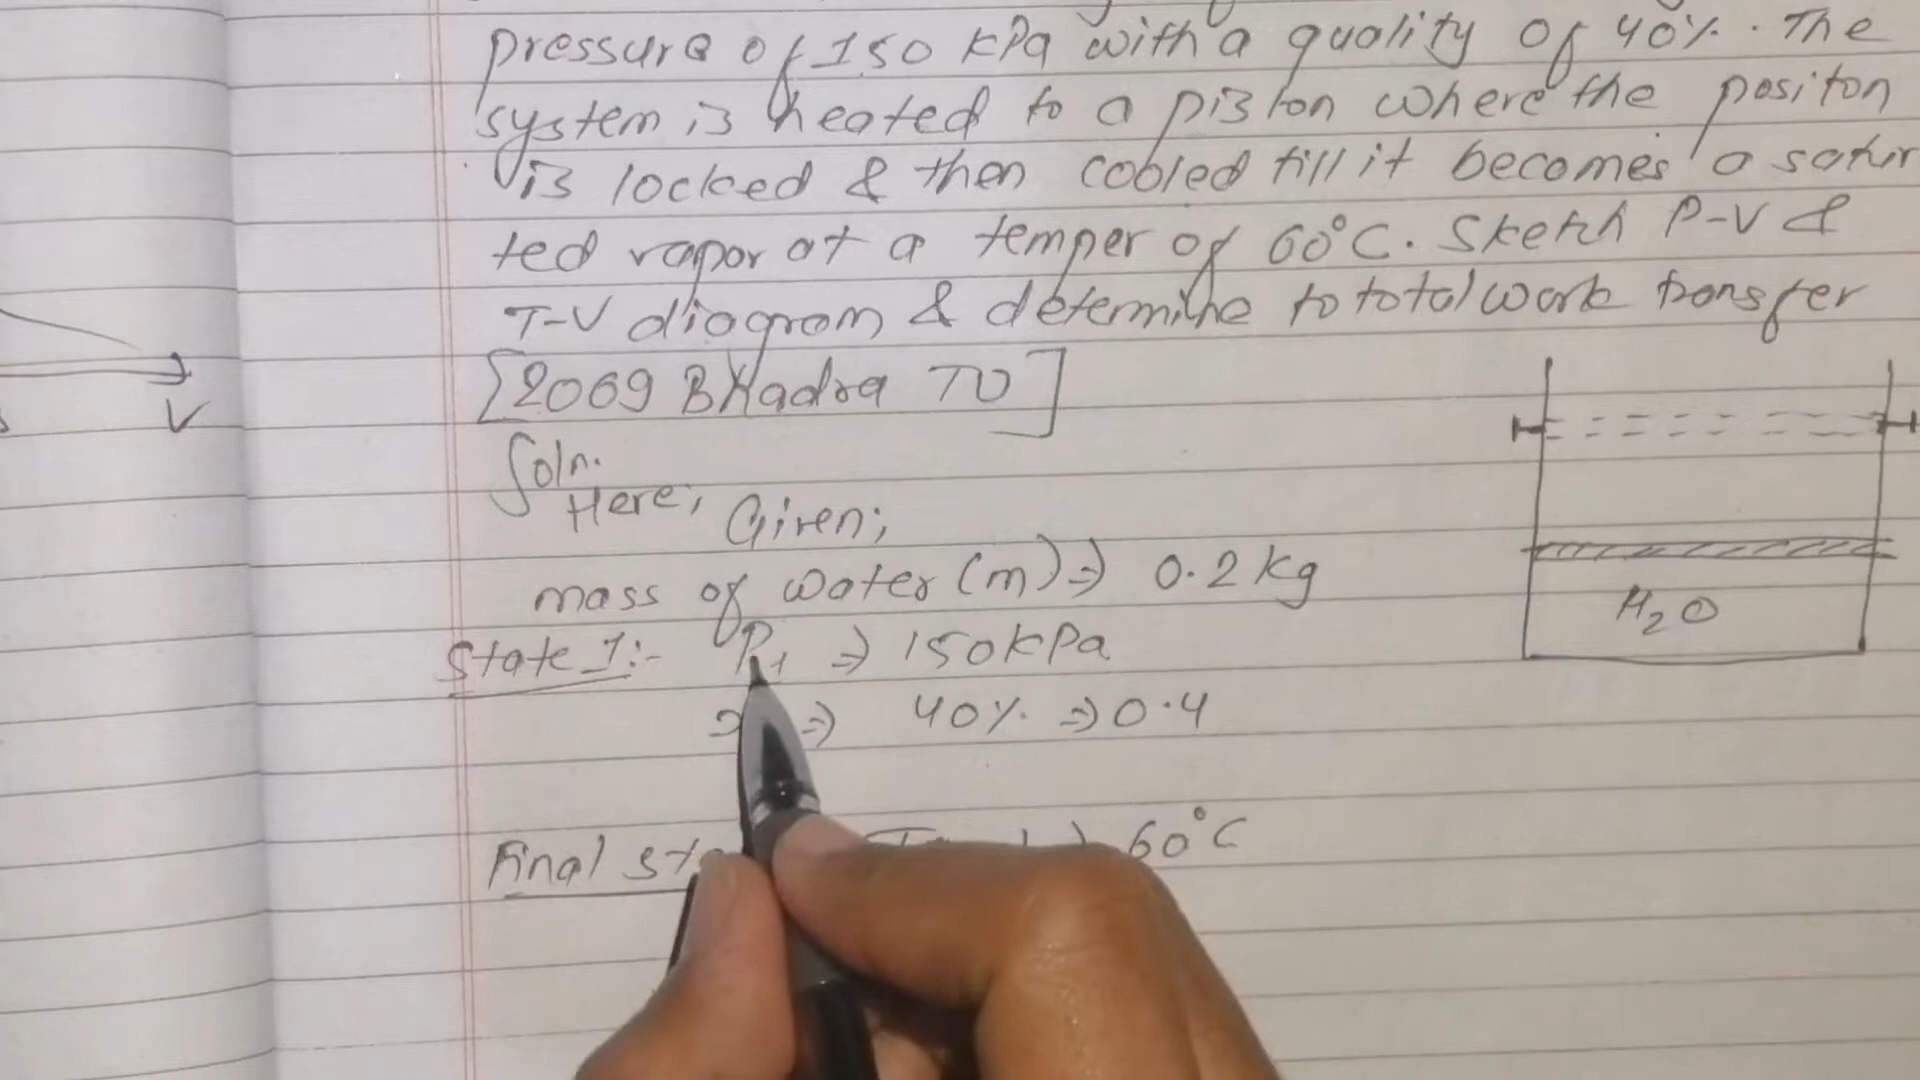 pressure of 150 kPa with a quality of 40%. The
system is heated to a piston where the positon
is locked & then cooled till it becomes a satur
ted vapor at a temper of 60°C. Sketch P-V &
T-V diagram & determine to total work transfer
[2069 BHadra TU]
Soln.
Here, Given;
mass of water (m) ⇒ 0.2 kg
State 1:- P1 ⇒ 150 kPa
⇒ 40% ⇒ 0.4
Final 60°C
H2O
V